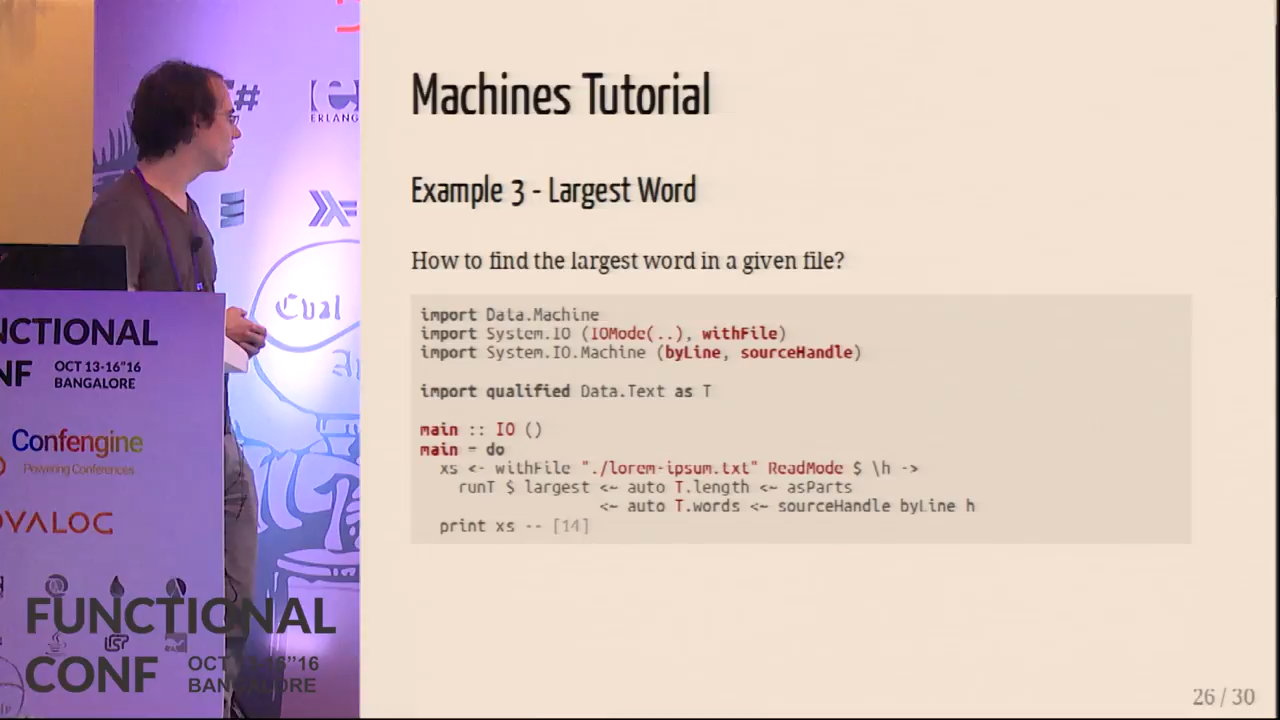 Machines Tutorial
Example 3 - Largest Word
How to find the largest word in a given file?
import Data.Machine
import System.IO (IOMode(..), withFile)
import System.IO.Machine (byLine, sourceHandle)
import qualified Data.Text as T
main :: IO ()
main = do
xs <- withFile "./lorem-ipsum.txt" ReadMode $ \h ->
runT $ largest <~ auto T.length <~ asParts
<~ auto T.words <~ sourceHandle byLine h
print xs -- [14]
26 / 30
#
ERLANG
Eval
NCTIONAL
NF OCT 13-16"16
BANGALORE
Confengine
Powering Conferences
OVALOC
FUNCTIONAL
CONF